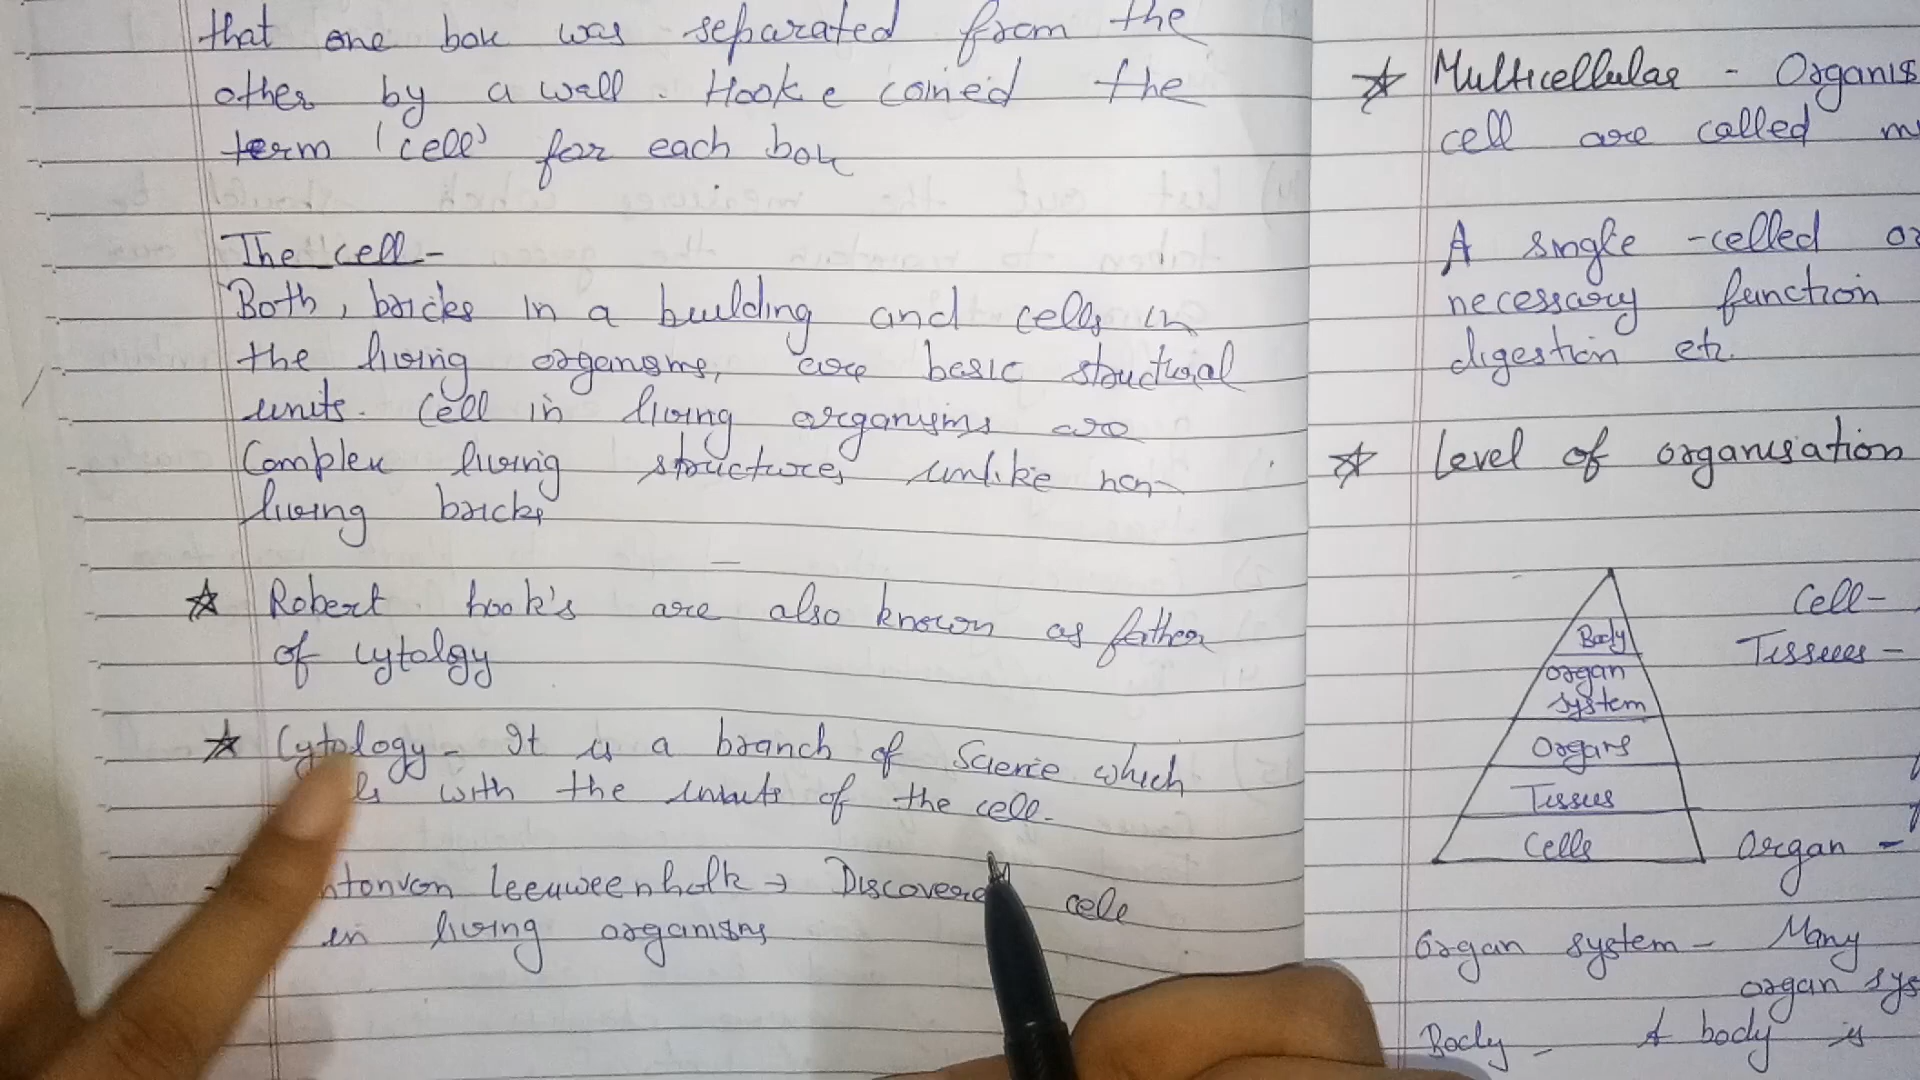 that one box was separated from the
other by a wall. Hooke coined the
term 'cell' for each box
The cell-
Both, bricks in a building and cells in
the living organisms, are basic structural
units. Cell in living organisms are
Complex living structures unlike non-
living bricks
☆ Robert hook's are also known as father
of cytolgy
☆ Cytology - It is a branch of Science which
with the of the cell.
leeuweenholk → Discovered cell
in living organisms
☆ Multicellular - Organis
cell are called m
A single -celled or
necessary function
digestion etc.
☆ Level of organisation
Body
organ
system
Organs
Tissues
Cells
Cell-
Tissues -
Organ -
Organ system - Many
organ sys
Body - A body is